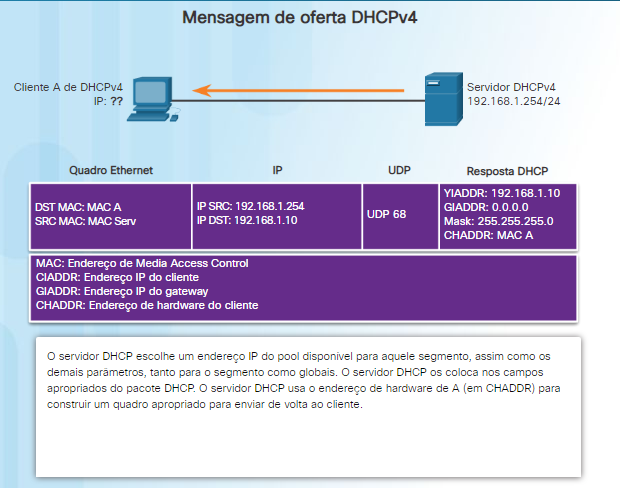 Mensagem de oferta DHCPv4
Cliente A de DHCPv4
IP: ??
Servidor DHCPv4
192.168.1.254/24
Quadro Ethernet
IP
UDP
Resposta DHCP
DST MAC: MAC A
SRC MAC: MAC Serv
IP SRC: 192.168.1.254
IP DST: 192.168.1.10
UDP 68
YIADDR: 192.168.1.10
GIADDR: 0.0.0.0
Mask: 255.255.255.0
CHADDR: MAC A
MAC: Endereço de Media Access Control
CIADDR: Endereço IP do cliente
GIADDR: Endereço IP do gateway
CHADDR: Endereço de hardware do cliente
O servidor DHCP escolhe um endereço IP do pool disponível para aquele segmento, assim como os
demais parâmetros, tanto para o segmento como globais. O servidor DHCP os coloca nos campos
apropriados do pacote DHCP. O servidor DHCP usa o endereço de hardware de A (em CHADDR) para
construir um quadro apropriado para enviar de volta ao cliente.